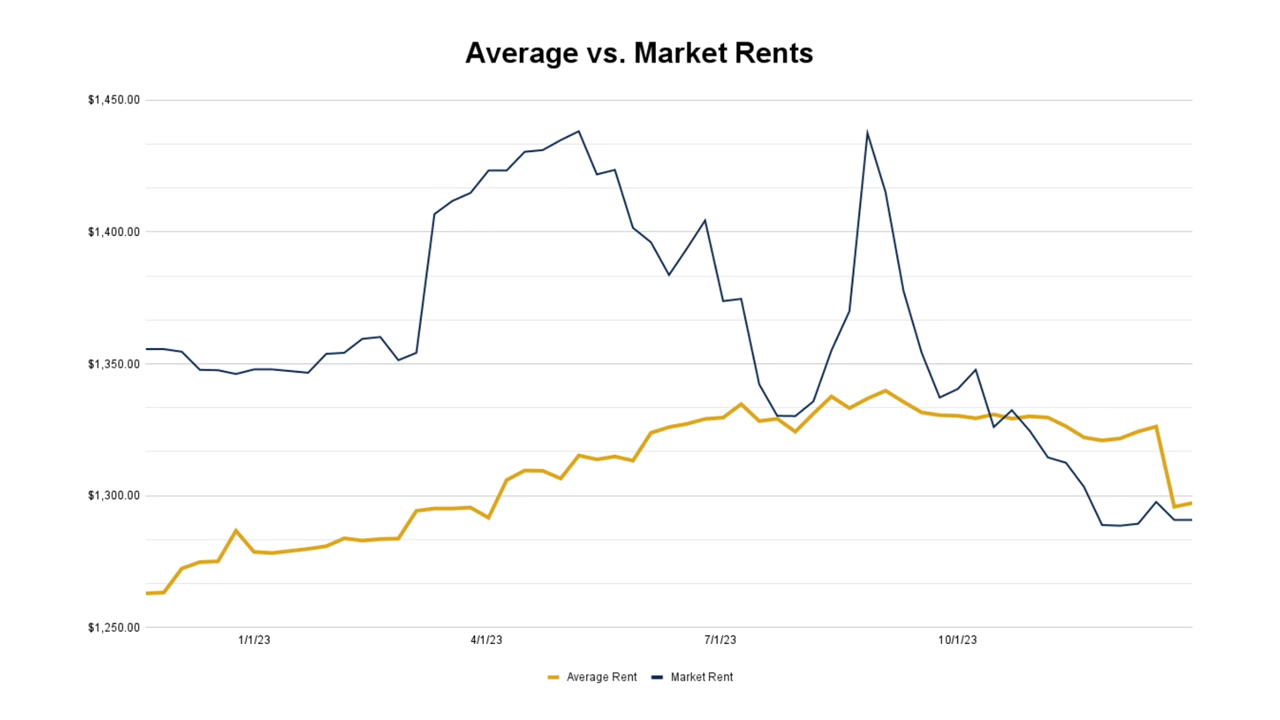 Average vs. Market Rents
$1,450.00
$1,400.00
$1,350.00
$1,300.00
$1,250.00
1/1/23 4/1/23 7/1/23 10/1/23
Average Rent Market Rent